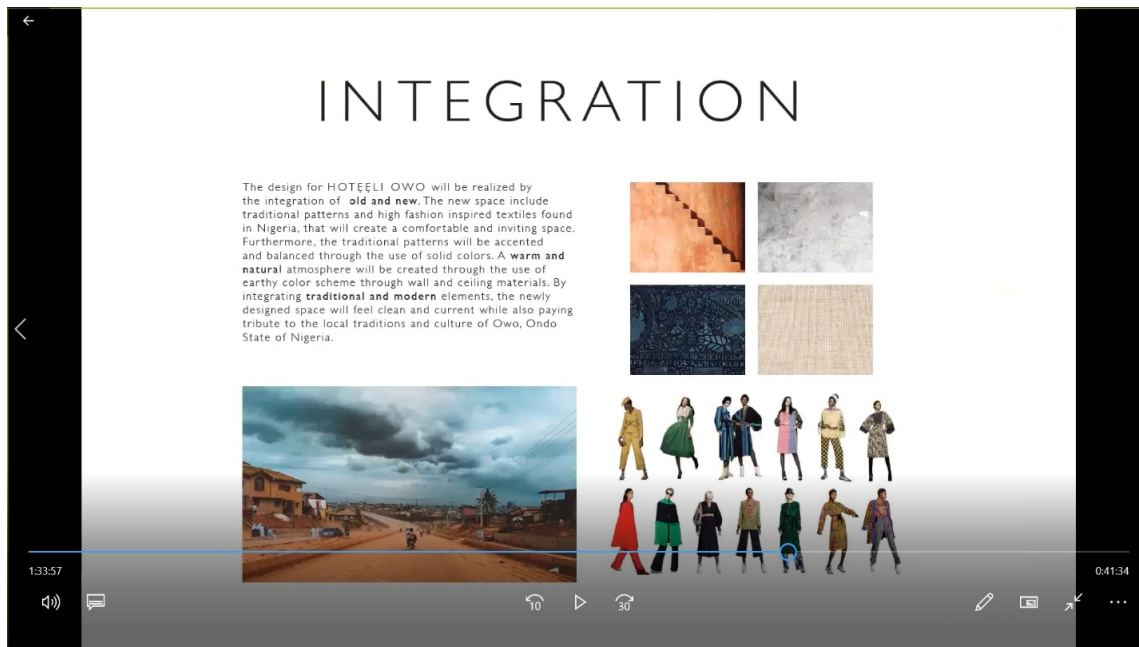 INTEGRATION
The design for HOTẸẸLI OWO will be realized by
the integration of old and new. The new space include
traditional patterns and high fashion inspired textiles found
in Nigeria, that will create a comfortable and inviting space.
Furthermore, the traditional patterns will be accented
and balanced through the use of solid colors. A warm and
natural atmosphere will be created through the use of
earthy color scheme through wall and ceiling materials. By
integrating traditional and modern elements, the newly
designed space will feel clean and current while also paying
tribute to the local traditions and culture of Owo, Ondo
State of Nigeria.
1:33:57
0:41:34
10
30